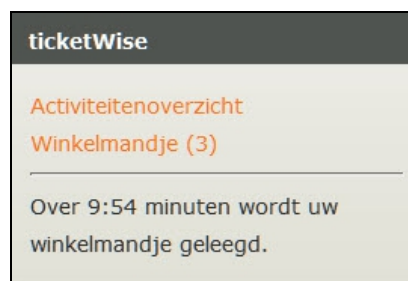 ticketWise
Activiteitenoverzicht
Winkelmandje (3)
Over 9:54 minuten wordt uw
winkelmandje geleegd.